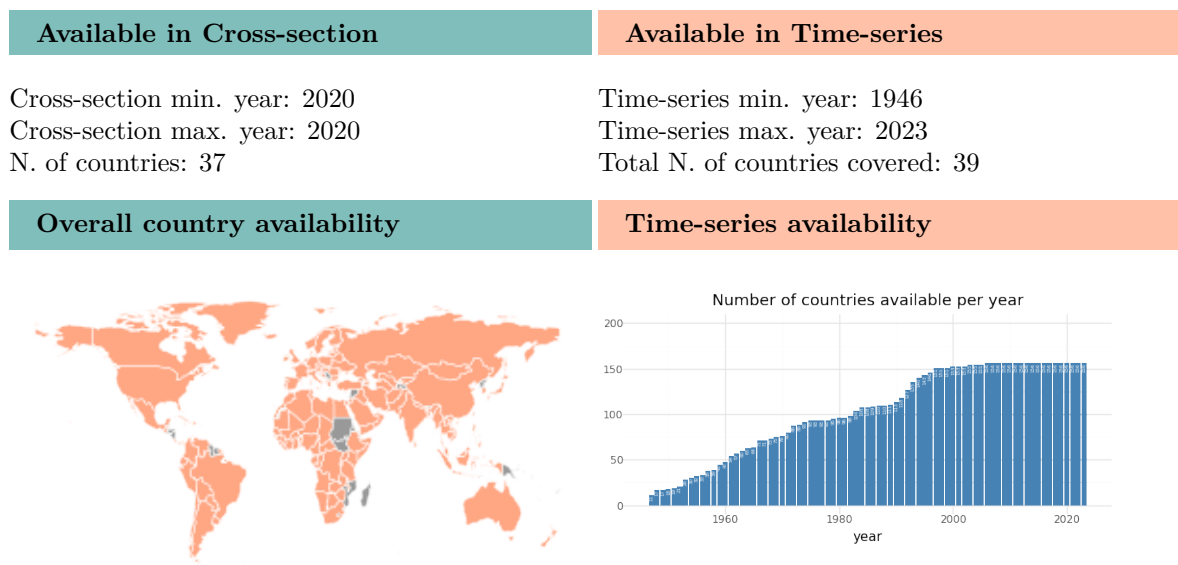 Available in Cross-section
Available in Time-series
Cross-section min. year: 2020
Cross-section max. year: 2020
N. of countries: 37
Time-series min. year: 1946
Time-series max. year: 2023
Total N. of countries covered: 39
Overall country availability
Time-series availability
Number of countries available per year
200
150
100
50
0
1960 1980 2000 2020
year